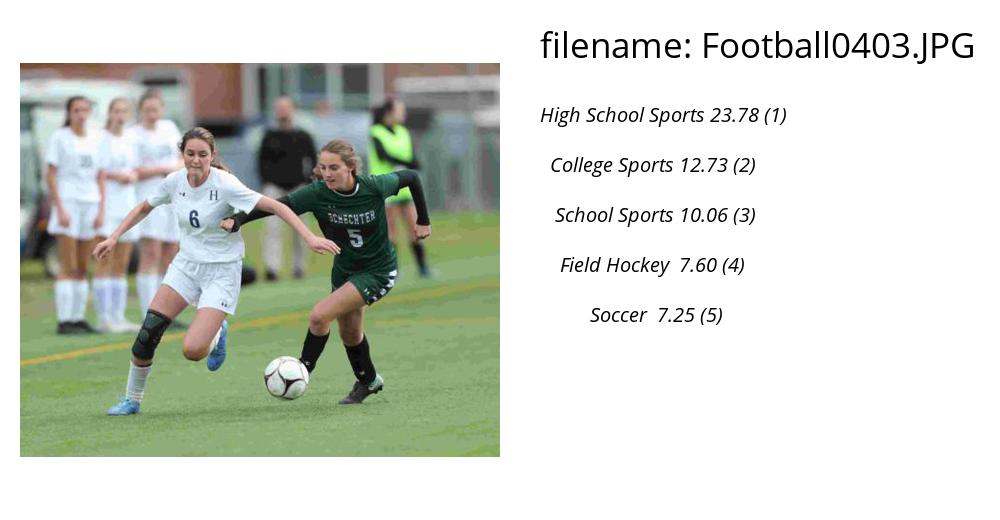 filename: Football0403.JPG
High School Sports 23.78 (1)
College Sports 12.73 (2)
School Sports 10.06 (3)
Field Hockey 7.60 (4)
Soccer 7.25 (5)
H
6
SCHECHTER
5